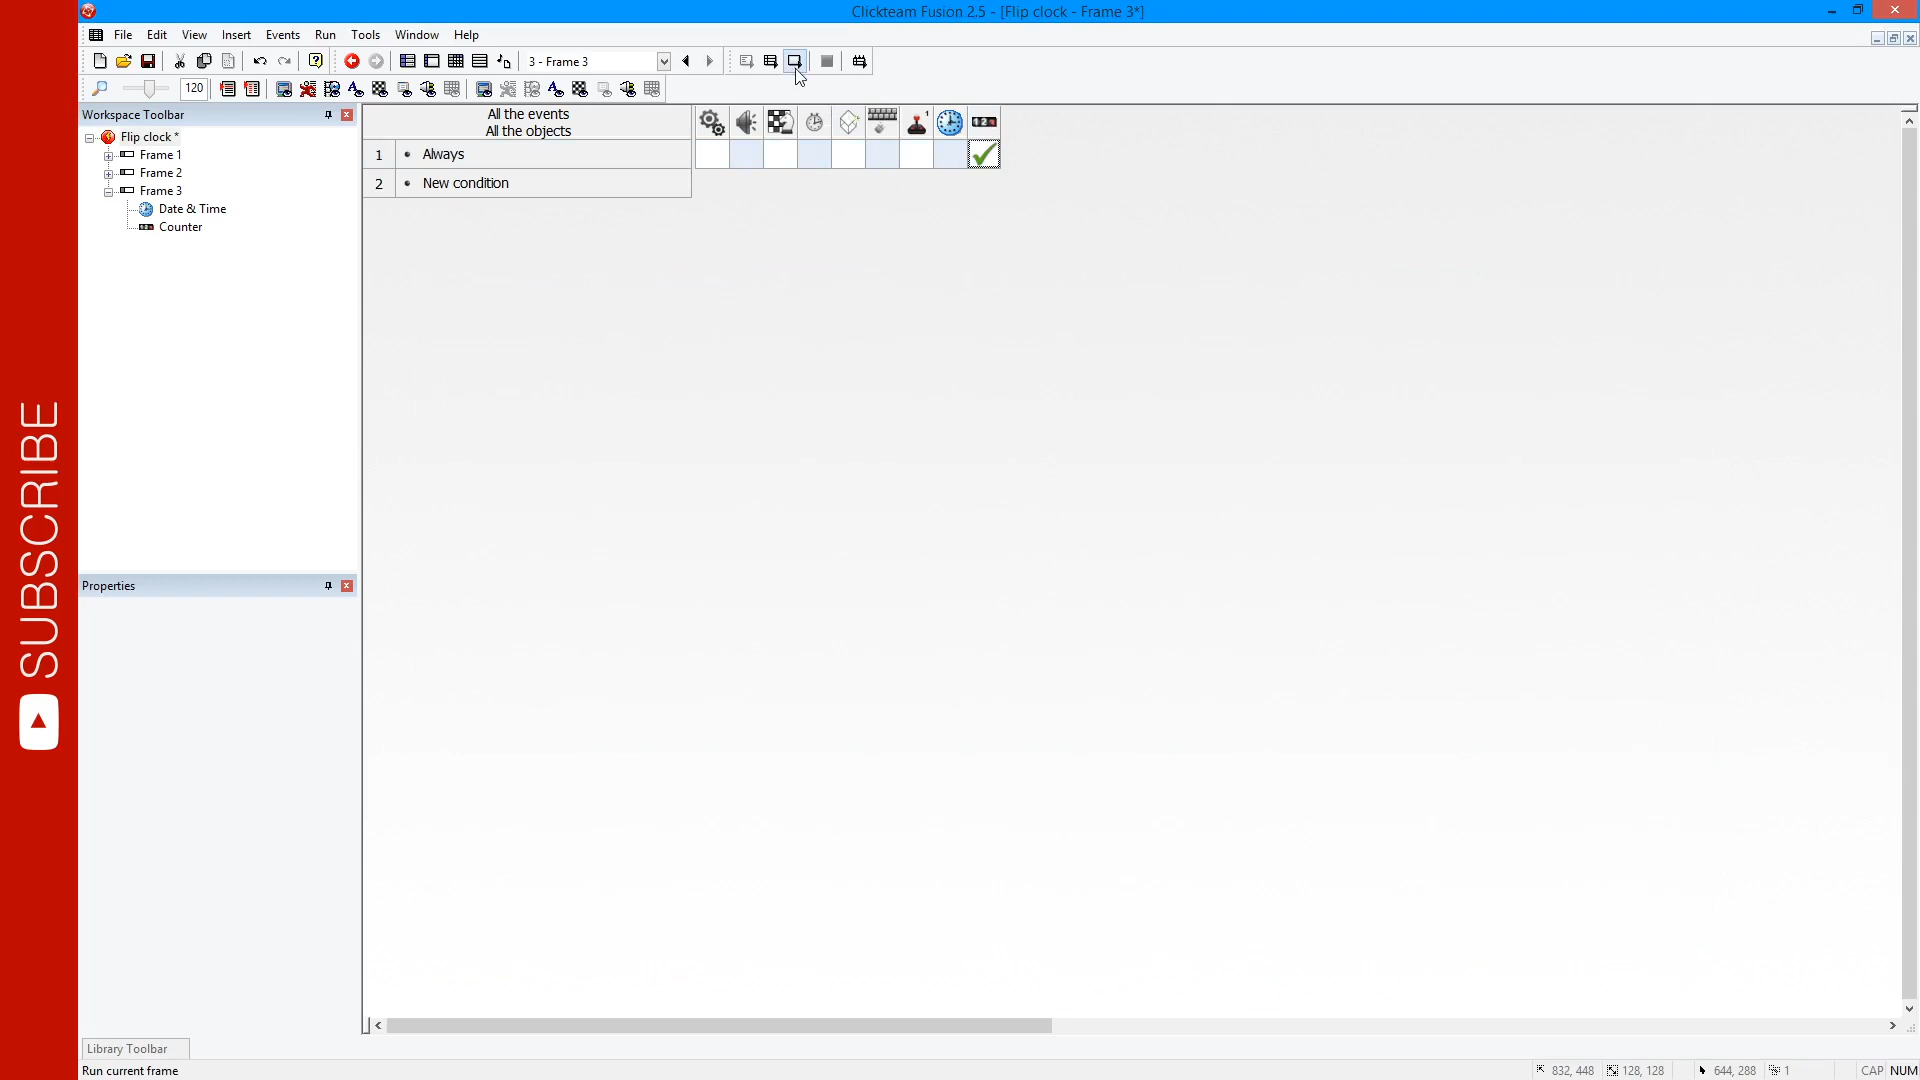 Clickteam Fusion 2.5 - [Flip clock - Frame 3*]
File Edit View Insert Events Run Tools Window Help
3 - Frame 3
120
Workspace Toolbar
Flip clock *
Frame 1
Frame 2
Frame 3
Date & Time
Counter
All the events
All the objects
1 • Always
2 • New condition
SUBSCRIBE
Properties
Library Toolbar
Run current frame
832, 448 128, 128 644, 288 1 CAP NUM